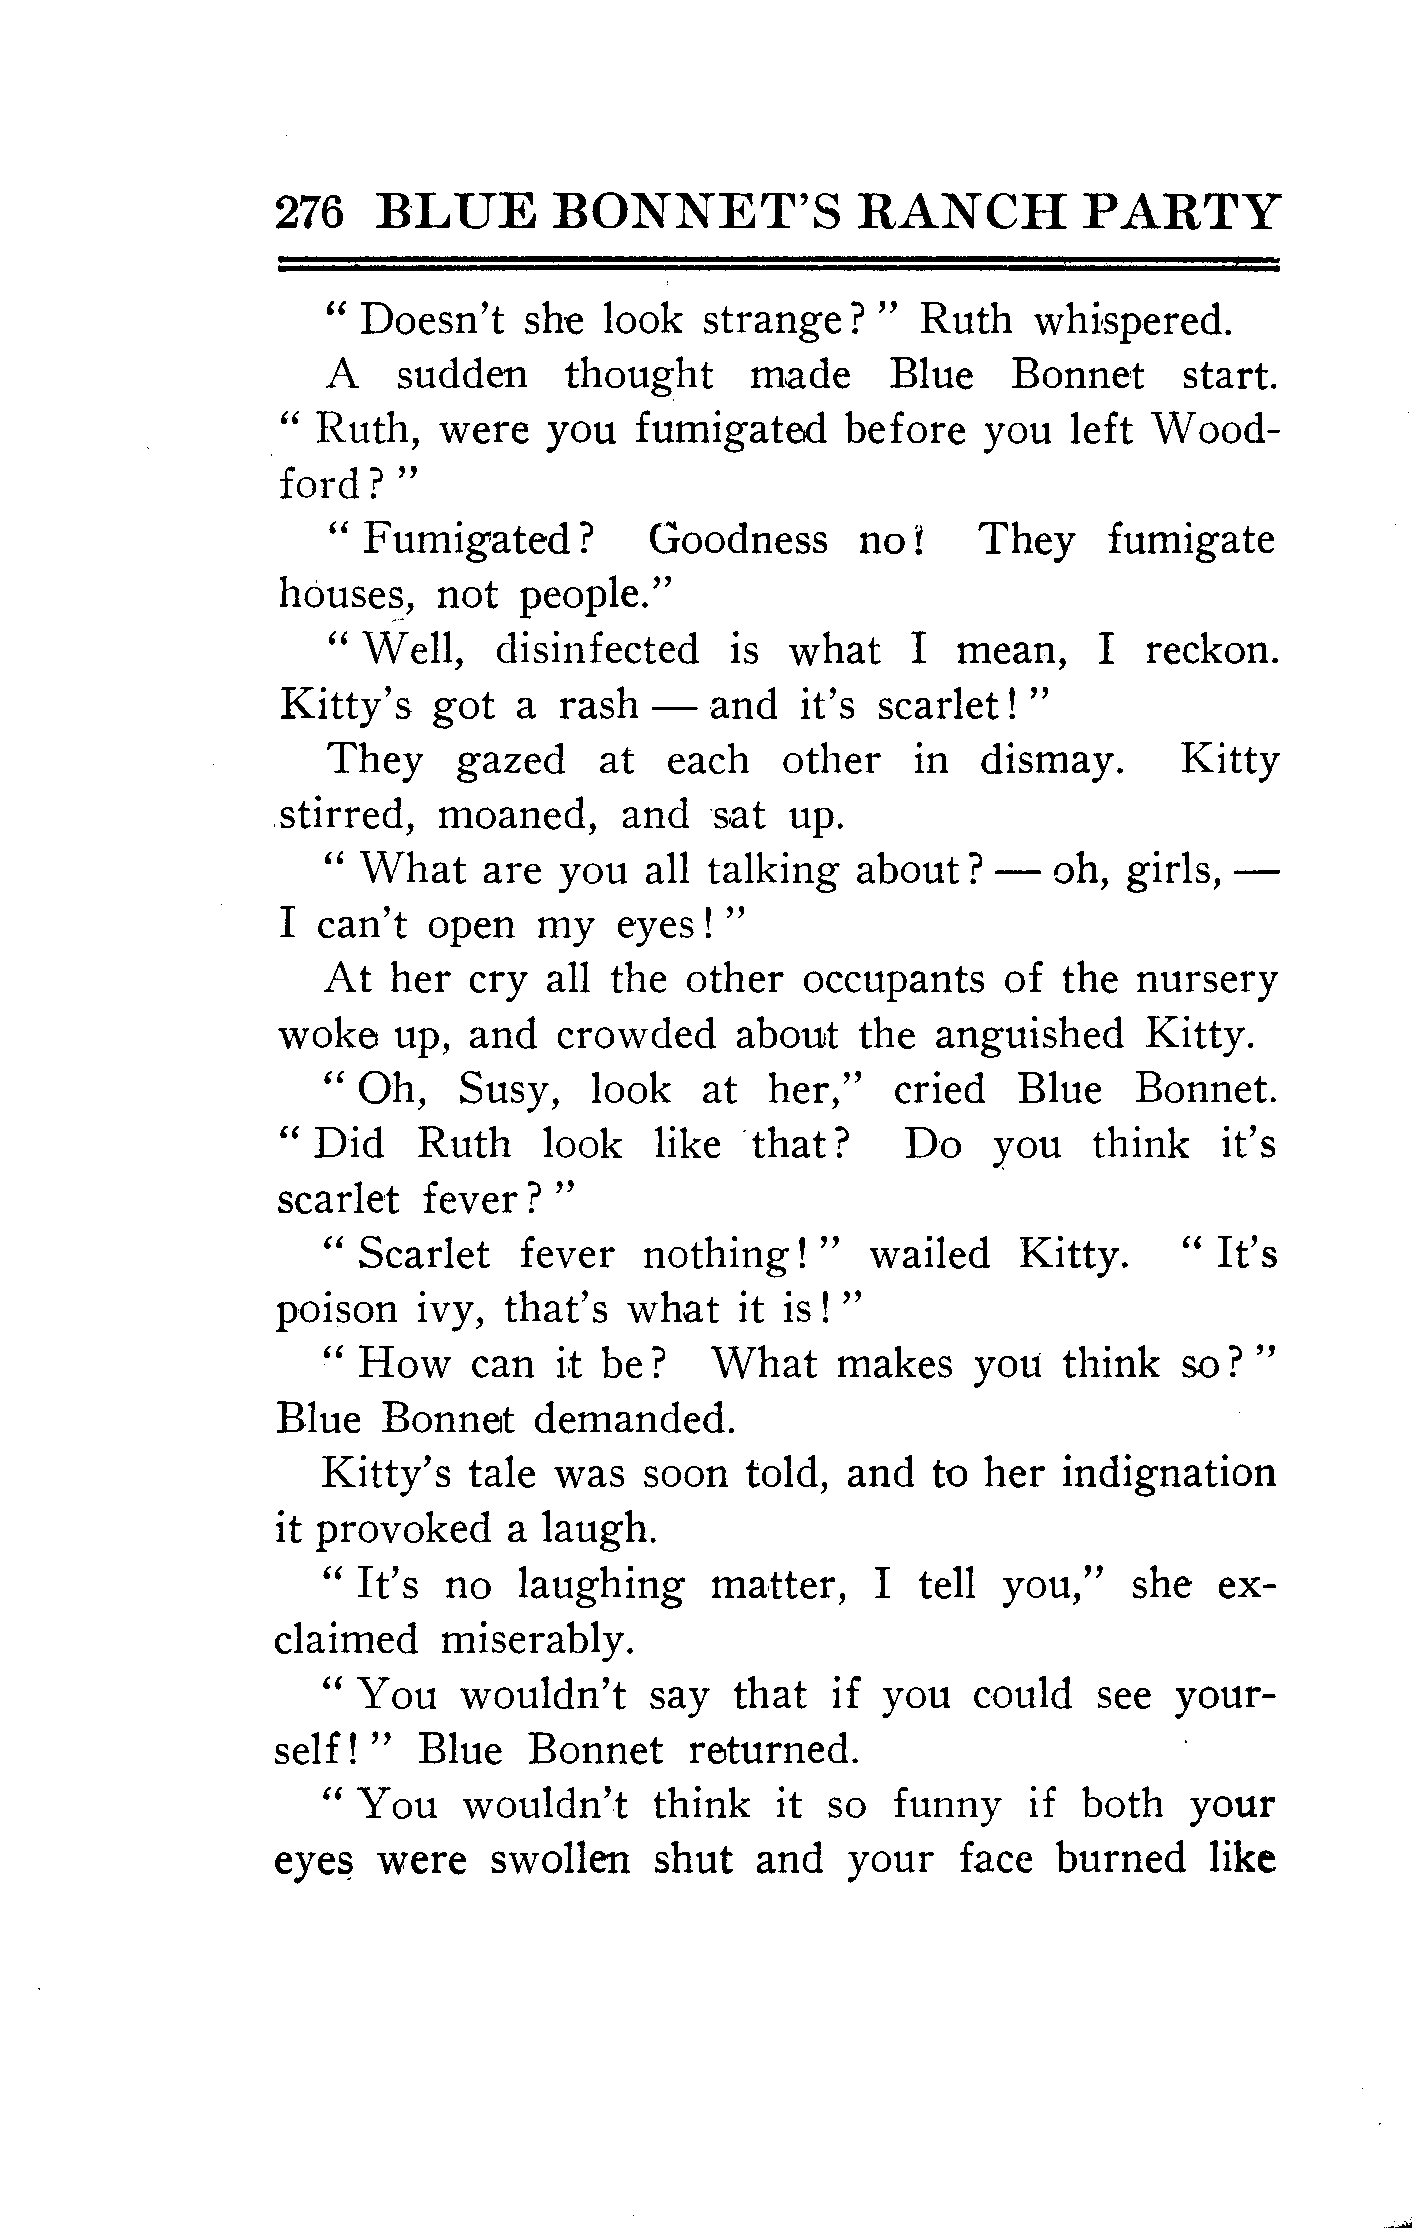 276 BLUE BONNET'S RANCH PARTY
" Doesn't she look strange? " Ruth whispered.
A sudden thought made Blue Bonnet start.
" Ruth, were you fumigated before you left Wood-
ford? "
" Fumigated? Goodness no! They fumigate
houses, not people."
" Well, disinfected is what I mean, I reckon.
Kitty's got a rash — and it's scarlet! "
They gazed at each other in dismay. Kitty
stirred, moaned, and sat up.
" What are you all talking about? — oh, girls, —
I can't open my eyes! "
At her cry all the other occupants of the nursery
woke up, and crowded about the anguished Kitty.
" Oh, Susy, look at her," cried Blue Bonnet.
" Did Ruth look like that? Do you think it's
scarlet fever? "
" Scarlet fever nothing! " wailed Kitty. " It's
poison ivy, that's what it is! "
" How can it be? What makes you think so? "
Blue Bonnet demanded.
Kitty's tale was soon told, and to her indignation
it provoked a laugh.
" It's no laughing matter, I tell you," she ex-
claimed miserably.
" You wouldn't say that if you could see your-
self! " Blue Bonnet returned.
" You wouldn't think it so funny if both your
eyes were swollen shut and your face burned like